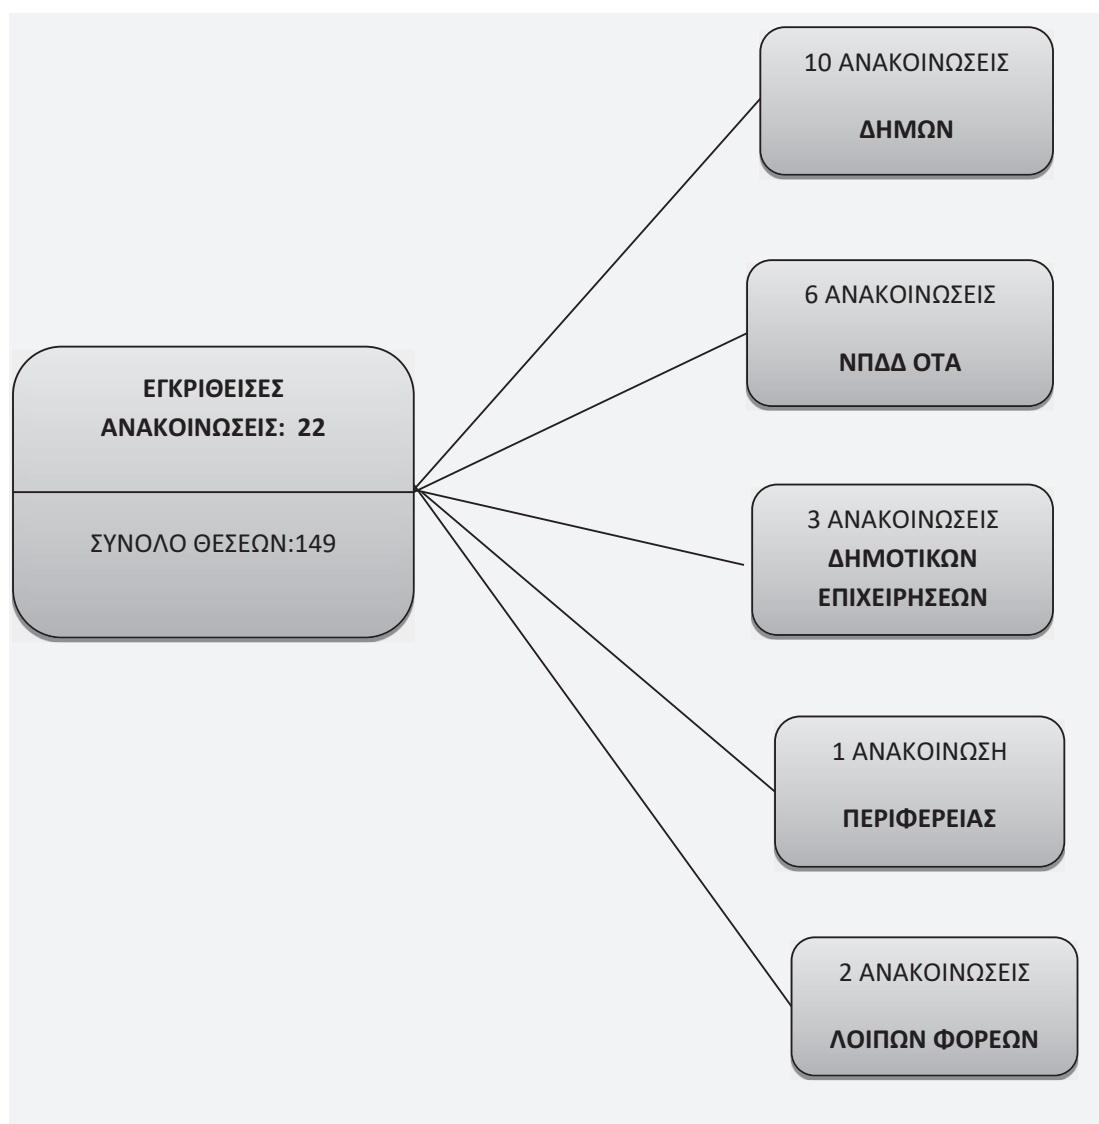 ΕΓΚΡΙΘΕΙΣΕΣ
ΑΝΑΚΟΙΝΩΣΕΙΣ: 22
ΣΥΝΟΛΟ ΘΕΣΕΩΝ:149
10 ΑΝΑΚΟΙΝΩΣΕΙΣ
ΔΗΜΩΝ
6 ΑΝΑΚΟΙΝΩΣΕΙΣ
ΝΠΔΔ ΟΤΑ
3 ΑΝΑΚΟΙΝΩΣΕΙΣ
ΔΗΜΟΤΙΚΩΝ
ΕΠΙΧΕΙΡΗΣΕΩΝ
1 ΑΝΑΚΟΙΝΩΣΗ
ΠΕΡΙΦΕΡΕΙΑΣ
2 ΑΝΑΚΟΙΝΩΣΕΙΣ
ΛΟΙΠΩΝ ΦΟΡΕΩΝ